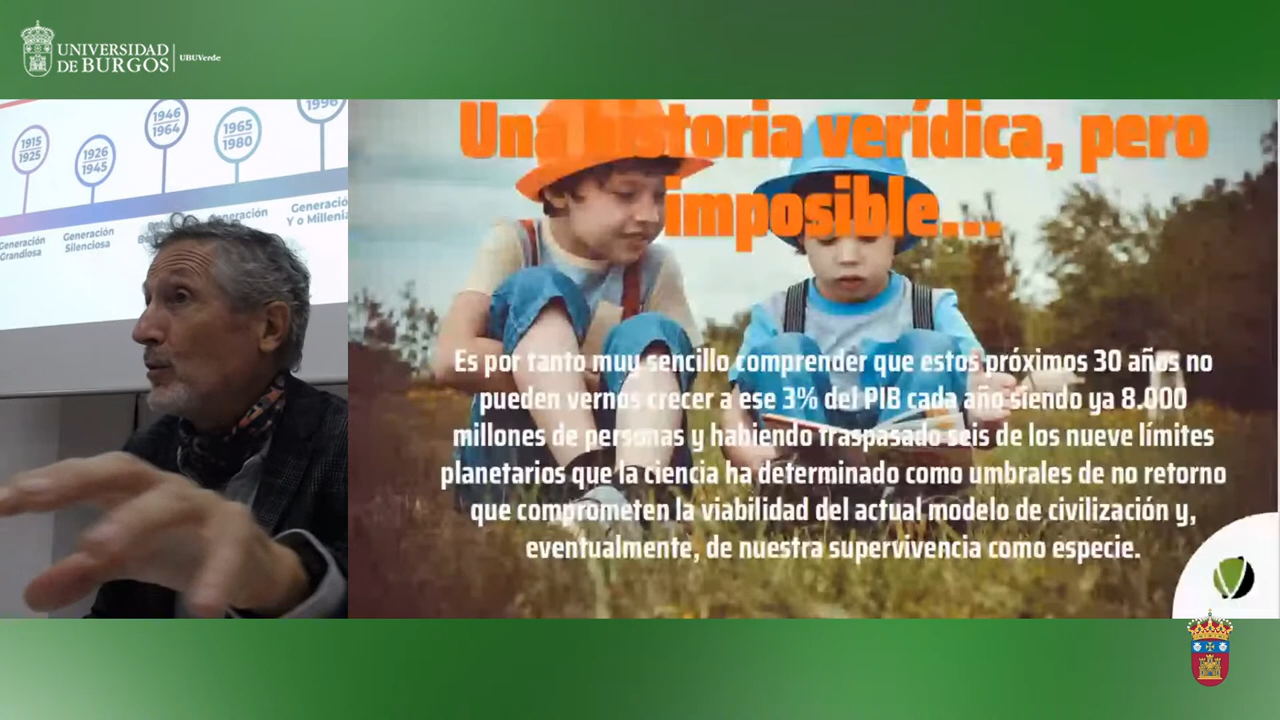 UNIVERSIDAD
DE BURGOS
UBUVerde
1915
1925
1926
1945
1946
1964
1965
1980
1996
Generación
Grandiosa
Generación
Silenciosa
Generación
Generació
Y o Millenia
Una historia verídica, pero
imposible...
Es por tanto muy sencillo comprender que estos próximos 30 años no
pueden vernos crecer a ese 3% del PIB cada año siendo ya 8.000
millones de personas y habiendo traspasado seis de los nueve límites
planetarios que la ciencia ha determinado como umbrales de no retorno
que comprometen la viabilidad del actual modelo de civilización y,
eventualmente, de nuestra supervivencia como especie.